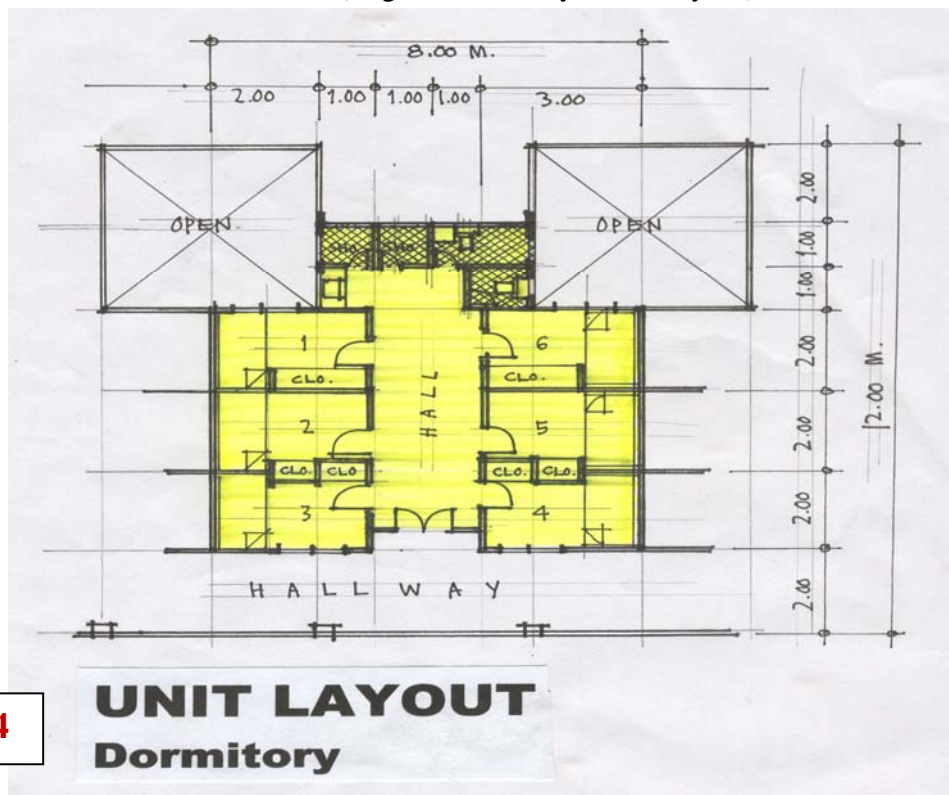 8.00 M.
2.00 1.00 1.00 1.00 3.00
OPEN
OPEN
2.00
1.00
1.00
2.00
2.00
2.00
2.00
12.00 M.
1
6
CLO.
CLO.
HALL
2
5
CLO. CLO
CLO. CLO.
3
4
HALLWAY
4
UNIT LAYOUT
Dormitory